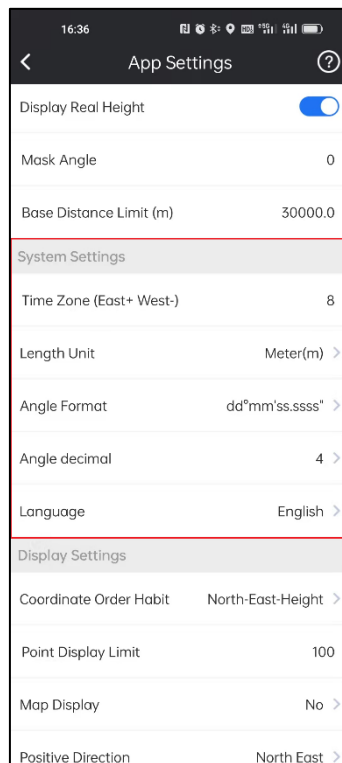 16:36
App Settings
Display Real Height
Mask Angle 0
Base Distance Limit (m) 30000.0
System Settings
Time Zone (East+ West-) 8
Length Unit Meter(m)
Angle Format dd°mm'ss.ssss"
Angle decimal 4
Language English
Display Settings
Coordinate Order Habit North-East-Height
Point Display Limit 100
Map Display No
Positive Direction North East